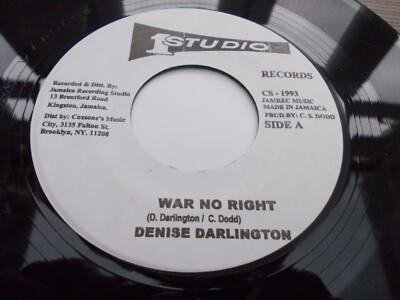 1 STUDIO
RECORDS
Recorded & Dist. By:
Jamaica Recording Studio
13 Brentford Road
Kingston, Jamaica.
Dist by: Coxsone's Music
City, 3135 Fulton St.
Brooklyn, NY. 11208
CS - 1993
JAMREC MUSIC
MADE IN JAMAICA
PROD.BY: C. S. DODD
SIDE A
WAR NO RIGHT
(D. Darlington / C. Dodd)
DENISE DARLINGTON